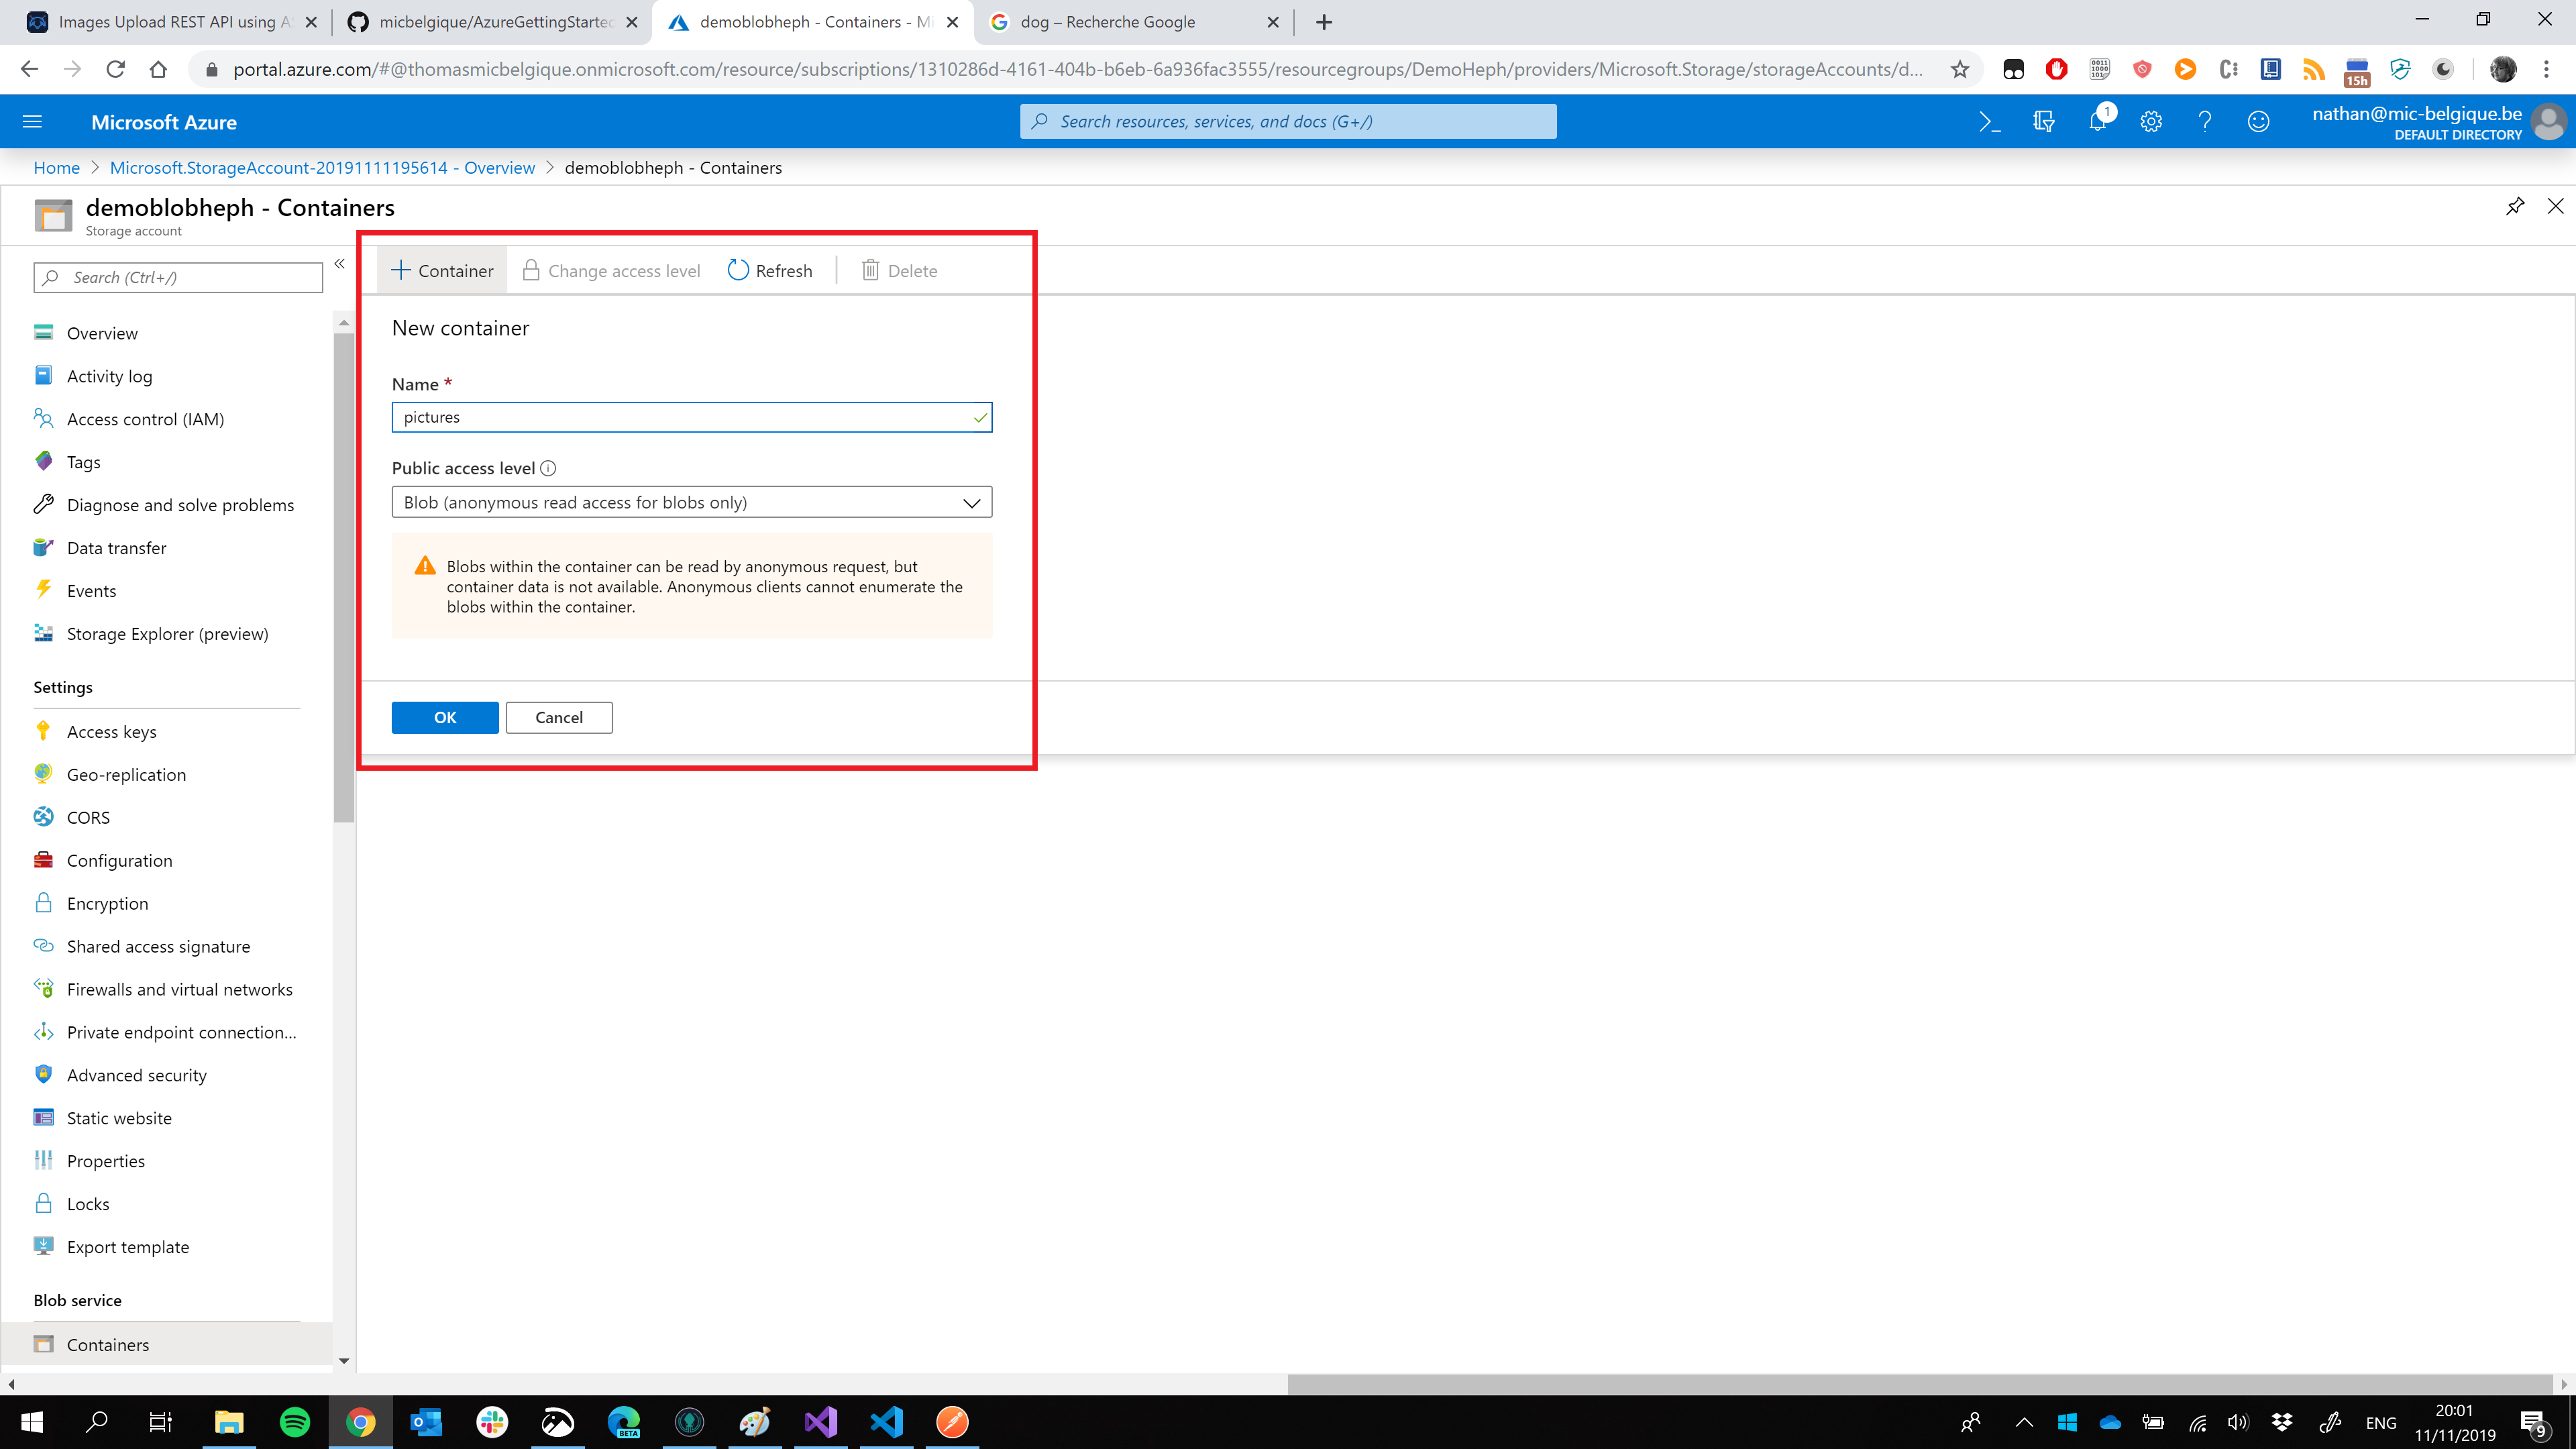 Images Upload REST API using A
micbelgique/AzureGettingStarted
demoblobheph - Containers - Mi
dog – Recherche Google
portal.azure.com/#@thomasmicbelgique.onmicrosoft.com/resource/subscriptions/1310286d-4161-404b-b6eb-6a936fac3555/resourcegroups/DemoHeph/providers/Microsoft.Storage/storageAccounts/d...
15h
Microsoft Azure
Search resources, services, and docs (G+/)
1
nathan@mic-belgique.be
DEFAULT DIRECTORY
Home > Microsoft.StorageAccount-20191111195614 - Overview > demoblobheph - Containers
demoblobheph - Containers
Storage account
Search (Ctrl+/)
Overview
Activity log
Access control (IAM)
Tags
Diagnose and solve problems
Data transfer
Events
Storage Explorer (preview)
Settings
Access keys
Geo-replication
CORS
Configuration
Encryption
Shared access signature
Firewalls and virtual networks
Private endpoint connection...
Advanced security
Static website
Properties
Locks
Export template
Blob service
Containers
Container
Change access level
Refresh
Delete
New container
Name *
pictures
Public access level
Blob (anonymous read access for blobs only)
Blobs within the container can be read by anonymous request, but
container data is not available. Anonymous clients cannot enumerate the
blobs within the container.
OK
Cancel
BETA
ENG
20:01
11/11/2019
9